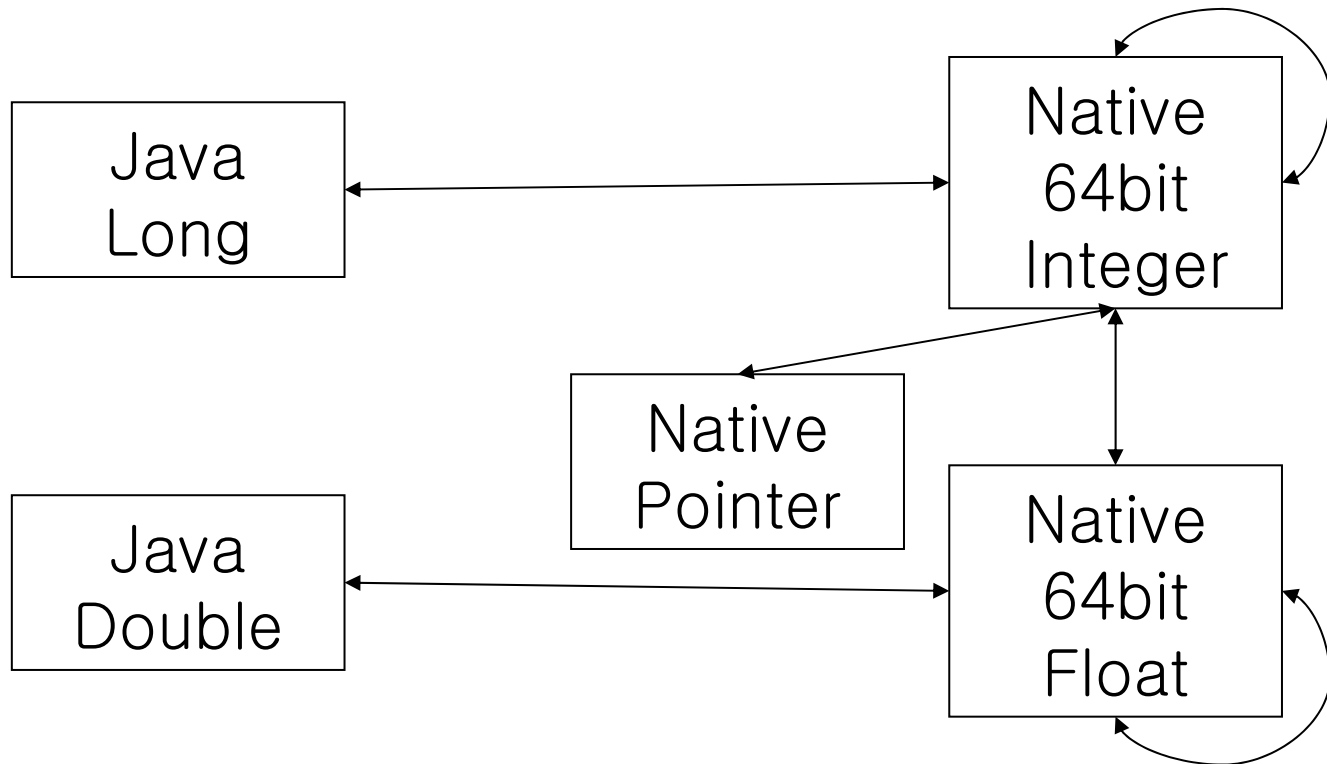 Java
Long
Native
64bit
Integer
Native
Pointer
Java
Double
Native
64bit
Float